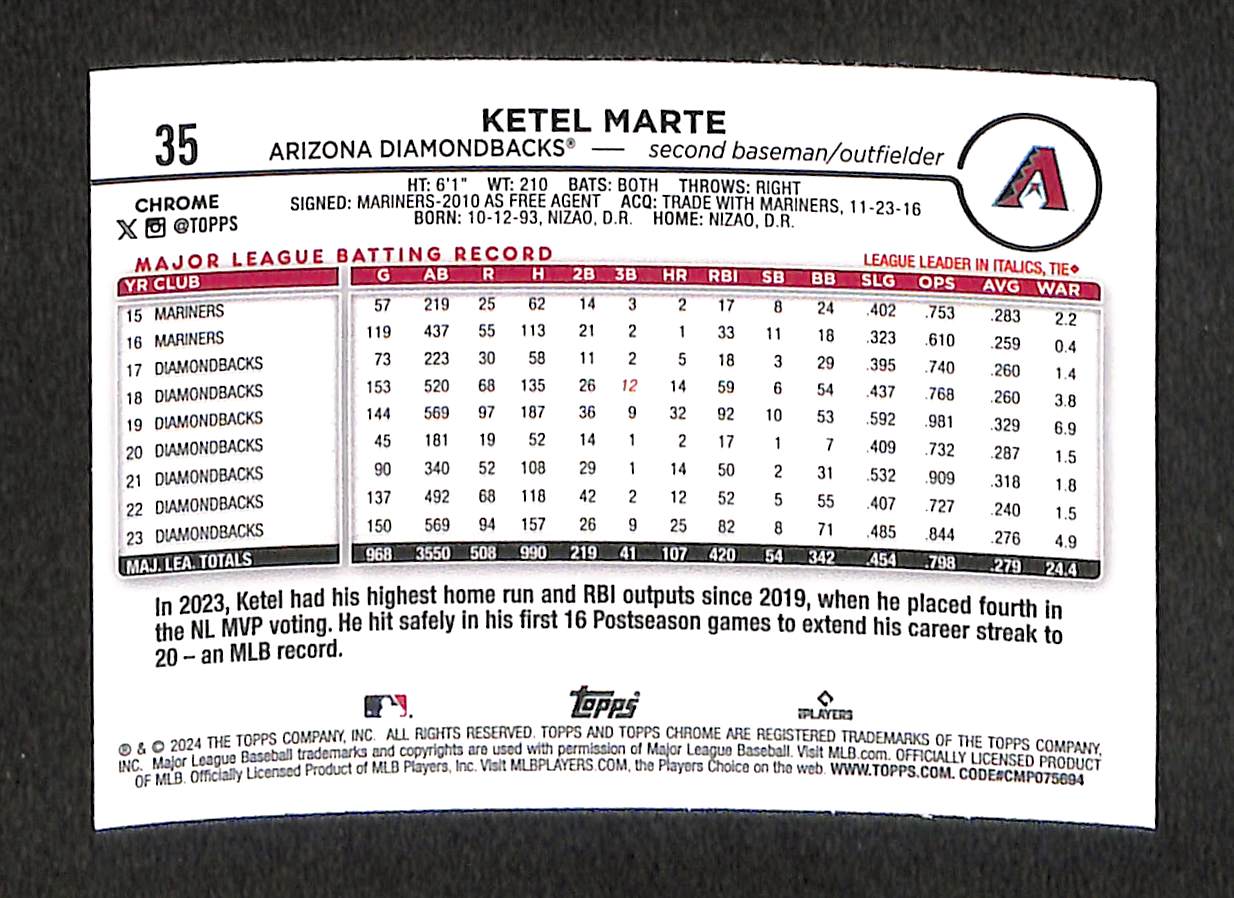 35
KETEL MARTE
ARIZONA DIAMONDBACKS® — second baseman/outfielder
A
CHROME
@TOPPS
HT: 6'1" WT: 210 BATS: BOTH THROWS: RIGHT
SIGNED: MARINERS-2010 AS FREE AGENT ACQ: TRADE WITH MARINERS, 11-23-16
BORN: 10-12-93, NIZAO, D.R. HOME: NIZAO, D.R.
MAJOR LEAGUE BATTING RECORD
LEAGUE LEADER IN ITALICS, TIE◆
YR CLUB G AB R H 2B 3B HR RBI SB BB SLG OPS AVG WAR
15 MARINERS 57 219 25 62 14 3 2 17 8 24 .402 .753 .283 2.2
16 MARINERS 119 437 55 113 21 2 1 33 11 18 .323 .610 .259 0.4
17 DIAMONDBACKS 73 223 30 58 11 2 5 18 3 29 .395 .740 .260 1.4
18 DIAMONDBACKS 153 520 68 135 26 12 14 59 6 54 .437 .768 .260 3.8
19 DIAMONDBACKS 144 569 97 187 36 9 32 92 10 53 .592 .981 .329 6.9
20 DIAMONDBACKS 45 181 19 52 14 1 2 17 1 7 .409 .732 .287 1.5
21 DIAMONDBACKS 90 340 52 108 29 1 14 50 2 31 .532 .909 .318 1.8
22 DIAMONDBACKS 137 492 68 118 42 2 12 52 5 55 .407 .727 .240 1.5
23 DIAMONDBACKS 150 569 94 157 26 9 25 82 8 71 .485 .844 .276 4.9
MAJ. LEA. TOTALS 968 3550 508 990 219 41 107 420 54 342 .454 .798 .279 24.4
In 2023, Ketel had his highest home run and RBI outputs since 2019, when he placed fourth in
the NL MVP voting. He hit safely in his first 16 Postseason games to extend his career streak to
20 – an MLB record.
Topps
PLAYERS
® & © 2024 THE TOPPS COMPANY, INC. ALL RIGHTS RESERVED. TOPPS AND TOPPS CHROME ARE REGISTERED TRADEMARKS OF THE TOPPS COMPANY,
INC. Major League Baseball trademarks and copyrights are used with permission of Major League Baseball. Visit MLB.com. OFFICIALLY LICENSED PRODUCT
OF MLB. Officially Licensed Product of MLB Players, Inc. Visit MLBPLAYERS.COM, the Players Choice on the web. WWW.TOPPS.COM. CODE#CMP075694